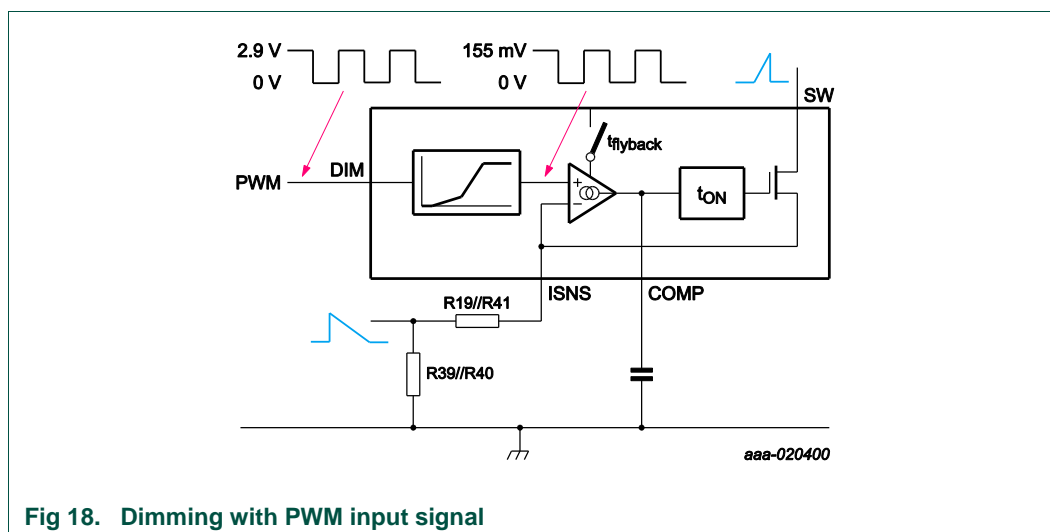 2.9 V
0 V
155 mV
0 V
SW
tflyback
PWM
DIM
+
−
tON
ISNS
COMP
R19//R41
R39//R40
aaa-020400
Fig 18. Dimming with PWM input signal